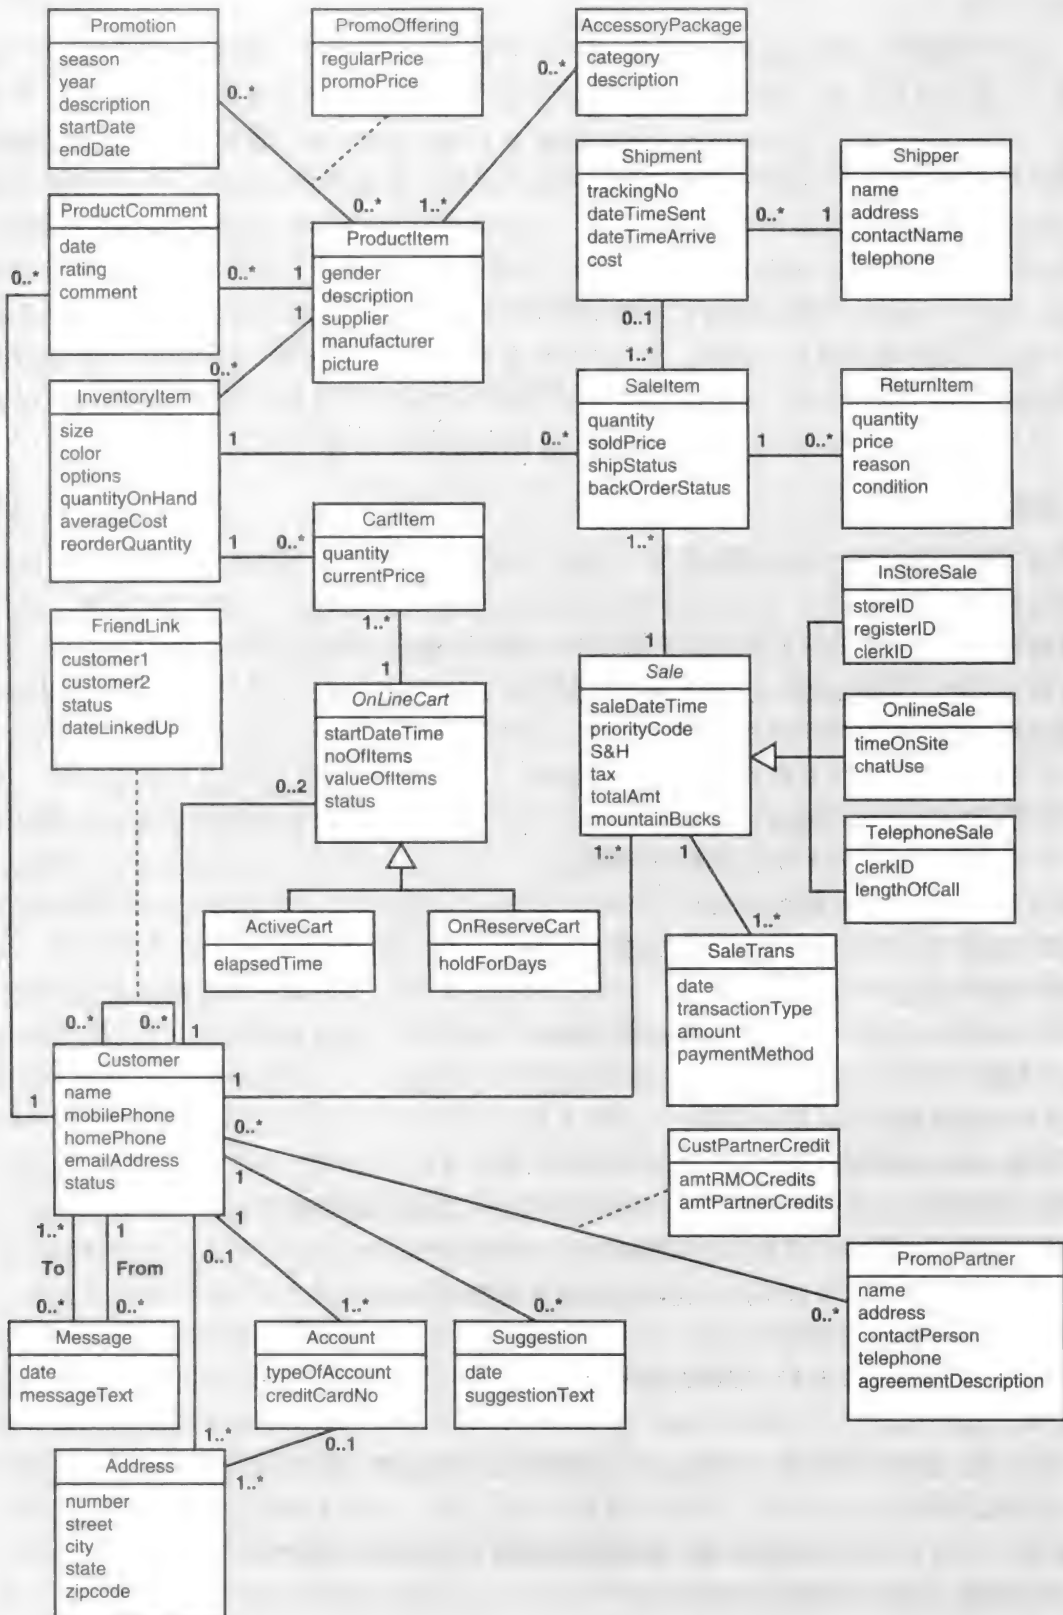 Promotion
season
year
description
startDate
endDate
PromoOffering
regularPrice
promoPrice
AccessoryPackage
category
description
0..*
0..*
0..*
1..*
ProductComment
date
rating
comment
0..*
0..*
1
ProductItem
gender
description
supplier
manufacturer
picture
1
0..*
Shipment
trackingNo
dateTimeSent
dateTimeArrive
cost
0..*
1
Shipper
name
address
contactName
telephone
0..1
1..*
InventoryItem
size
color
options
quantityOnHand
averageCost
reorderQuantity
1
0..*
SaleItem
quantity
soldPrice
shipStatus
backOrderStatus
1
0..*
ReturnItem
quantity
price
reason
condition
1
0..*
CartItem
quantity
currentPrice
1..*
1
1..*
1
FriendLink
customer1
customer2
status
dateLinkedUp
OnLineCart
startDateTime
noOfItems
valueOfItems
status
0..2
Sale
saleDateTime
priorityCode
S&H
tax
totalAmt
mountainBucks
InStoreSale
storeID
registerID
clerkID
OnlineSale
timeOnSite
chatUse
TelephoneSale
clerkID
lengthOfCall
1..*
1
1..*
ActiveCart
elapsedTime
OnReserveCart
holdForDays
SaleTrans
date
transactionType
amount
paymentMethod
0..*
0..*
1
Customer
name
mobilePhone
homePhone
emailAddress
status
1
1
0..*
1
1
CustPartnerCredit
amtRMOCredits
amtPartnerCredits
1..*
1
0..1
To
From
0..*
0..*
1..*
0..*
0..*
PromoPartner
name
address
contactPerson
telephone
agreementDescription
Message
date
messageText
Account
typeOfAccount
creditCardNo
Suggestion
date
suggestionText
1..*
0..1
1..*
Address
number
street
city
state
zipcode